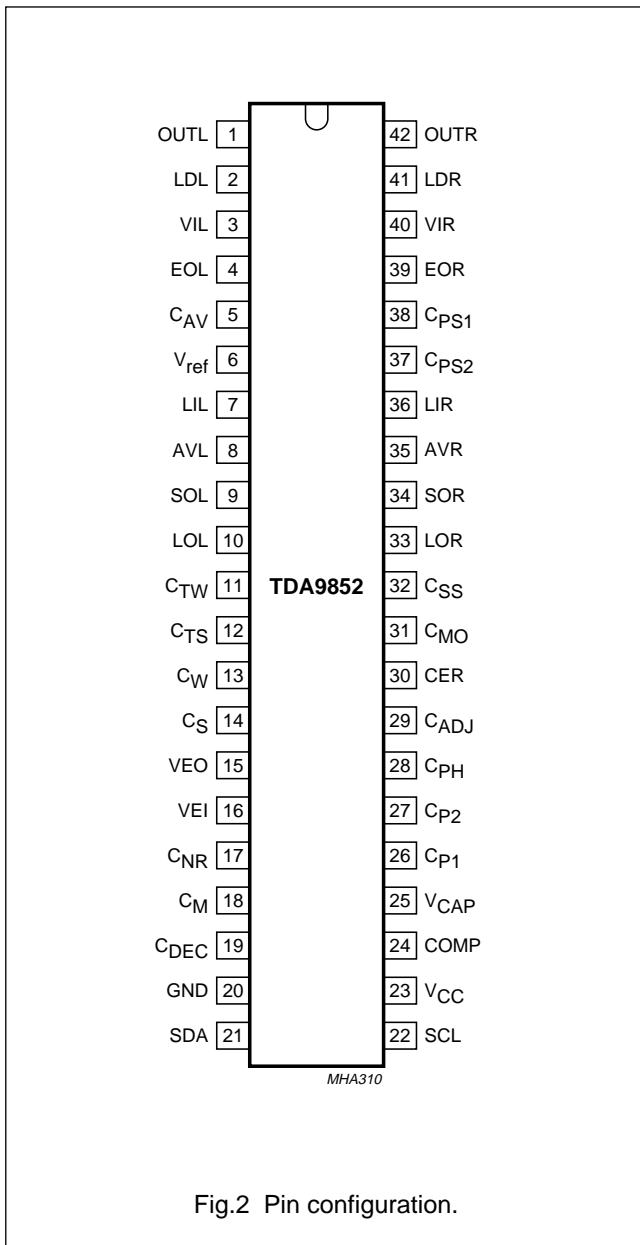 OUTL 1 42 OUTR
LDL 2 41 LDR
VIL 3 40 VIR
EOL 4 39 EOR
CAV 5 38 CPS1
Vref 6 37 CPS2
LIL 7 36 LIR
AVL 8 35 AVR
SOL 9 34 SOR
LOL 10 33 LOR
CTW 11 TDA9852 32 CSS
CTS 12 31 CMO
CW 13 30 CER
CS 14 29 CADJ
VEO 15 28 CPH
VEI 16 27 CP2
CNR 17 26 CP1
CM 18 25 VCAP
CDEC 19 24 COMP
GND 20 23 VCC
SDA 21 22 SCL
MHA310
Fig.2 Pin configuration.